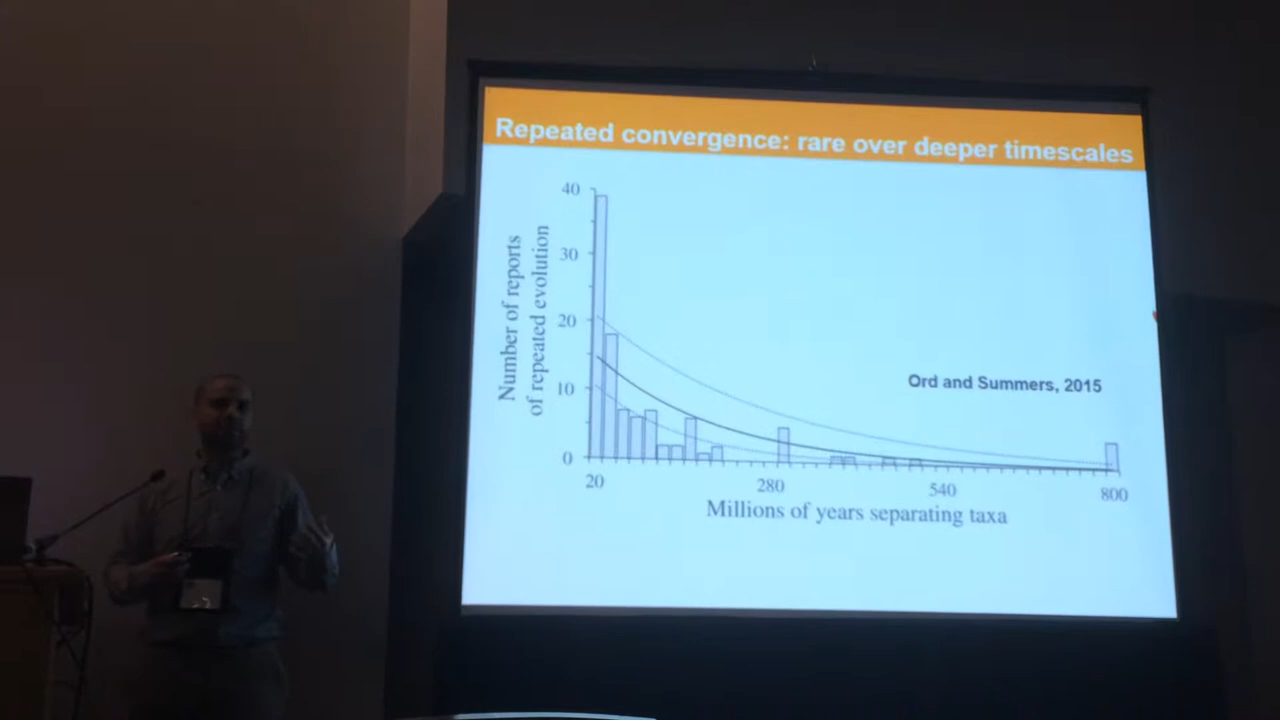 Repeated convergence: rare over deeper timescales
Number of reports
of repeated evolution
40
30
20
10
0
Ord and Summers, 2015
20
280
540
800
Millions of years separating taxa